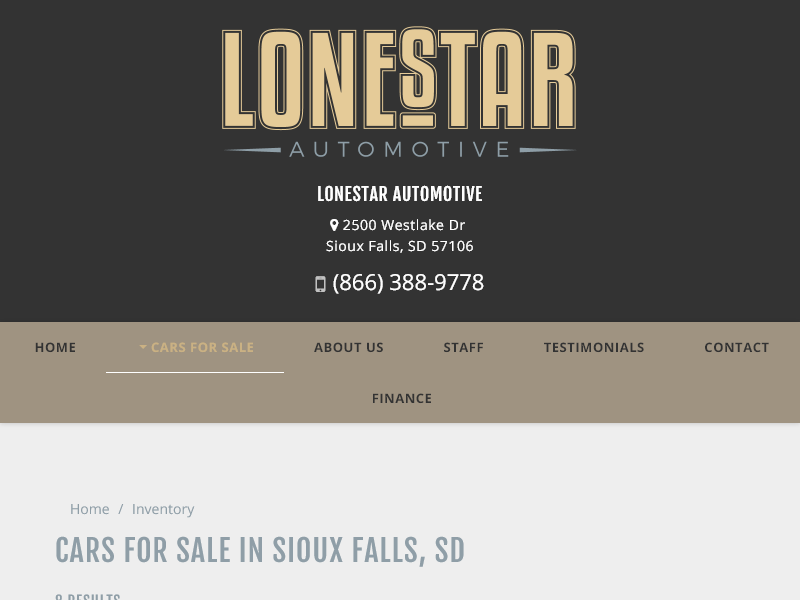 LONESTAR
AUTOMOTIVE
LONESTAR AUTOMOTIVE
2500 Westlake Dr
Sioux Falls, SD 57106
(866) 388-9778
HOME CARS FOR SALE ABOUT US STAFF TESTIMONIALS CONTACT
FINANCE
Home / Inventory
CARS FOR SALE IN SIOUX FALLS, SD
8 RESULTS